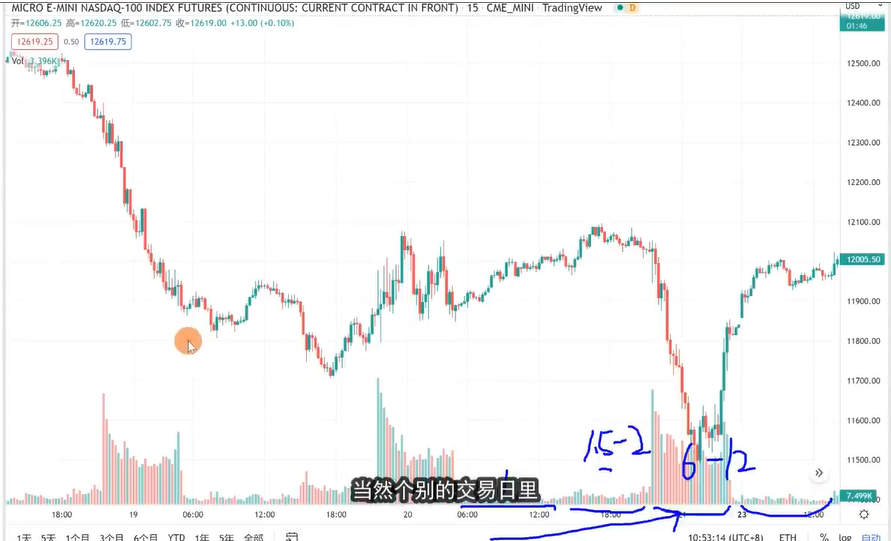 MICRO E-MINI NASDAQ-100 INDEX FUTURES (CONTINUOUS: CURRENT CONTRACT IN FRONT) · 15 · CME_MINI · TradingView D
开=12606.25 高=12620.25 低=12602.75 收=12619.00 +13.00 (+0.10%)
12619.25 0.50 12619.75
Vol 3.396K
USD
12619.00
01:46
12500.00
12400.00
12300.00
12200.00
12100.00
12005.50
11900.00
11800.00
11700.00
11600.00
11500.00
7.499K
1.5-2
6-12
当然个别的交易日里
18:00 19 06:00 12:00 18:00 20 06:00 12:00 18:00 21 23 12:00
1天 5天 1个月 3个月 6个月 YTD 1年 5年 全部 10:53:14 (UTC+8) ETH % log 自动